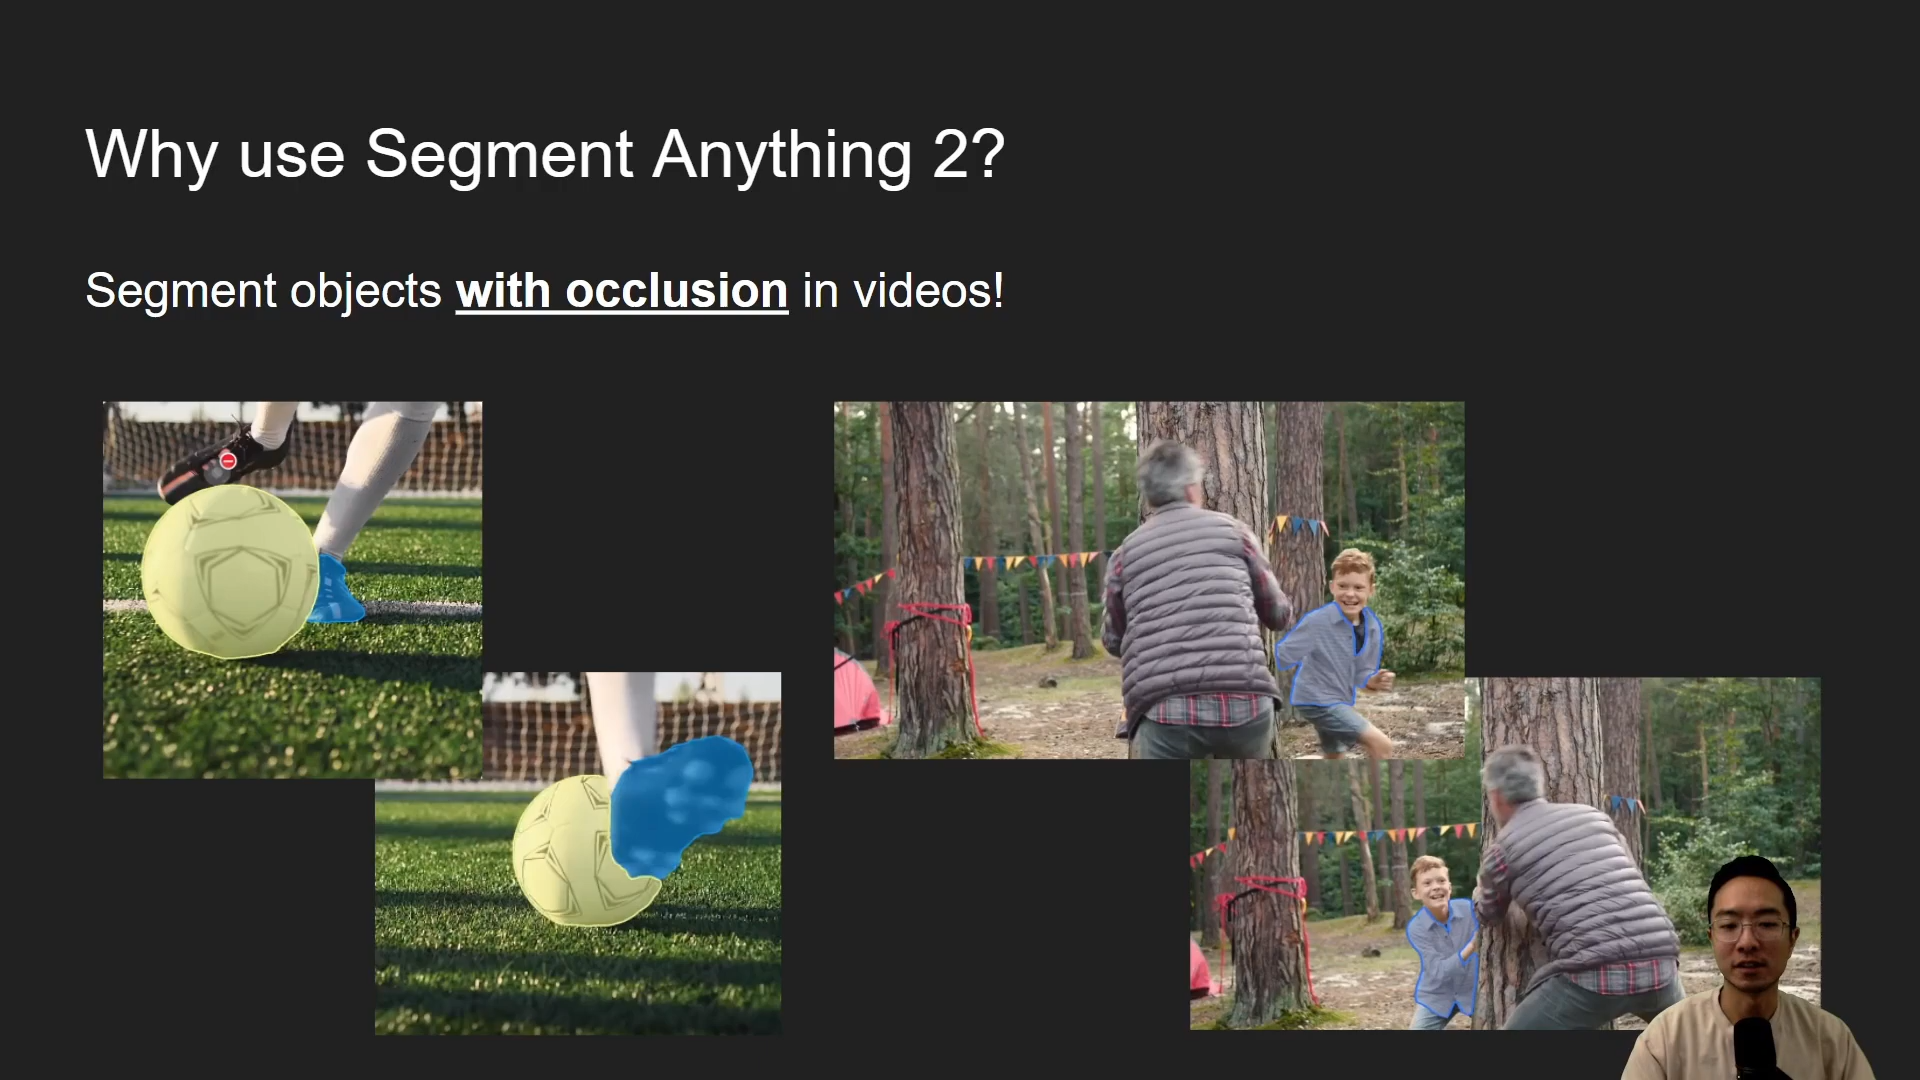 Why use Segment Anything 2?
Segment objects with occlusion in videos!